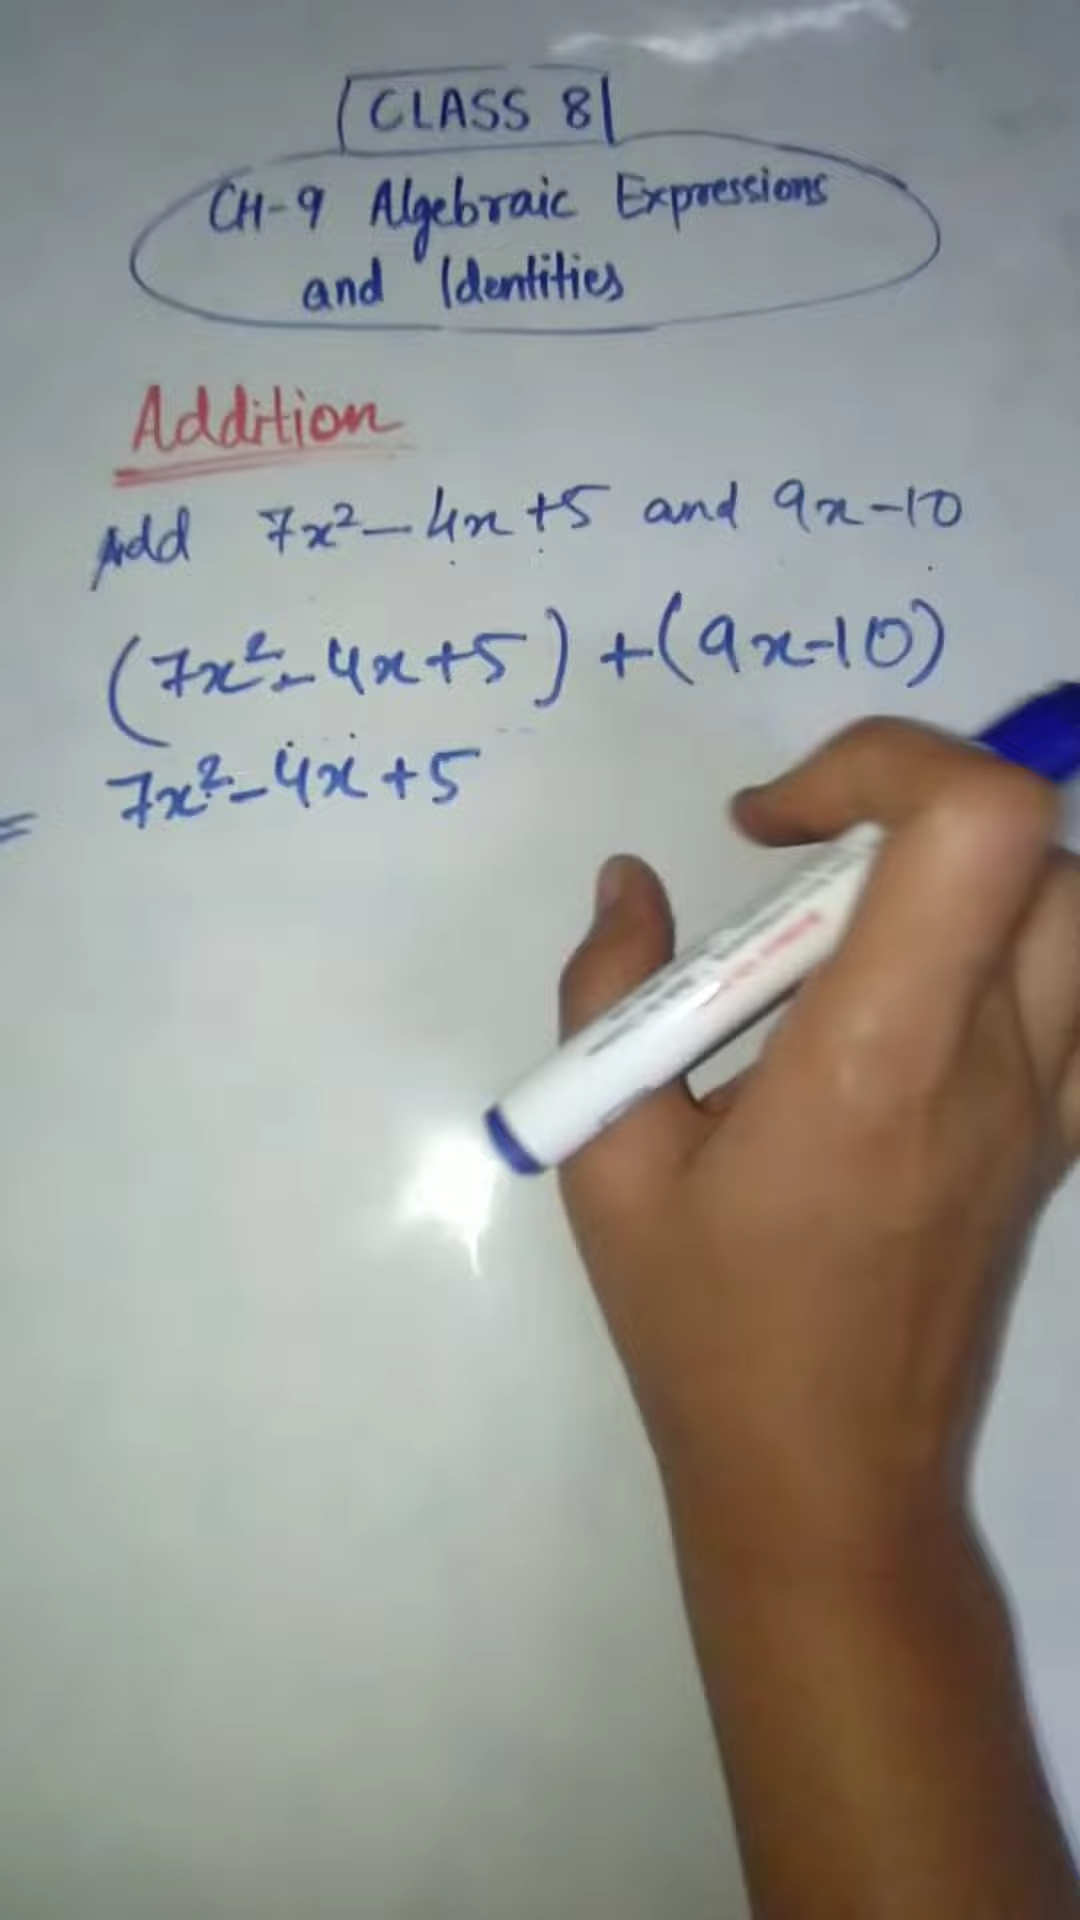 CLASS 8
CH-9 Algebraic Expressions
and Identities
Addition
Add 7x²-4x+5 and 9x-10
(7x²-4x+5)+(9x-10)
= 7x²-4x+5